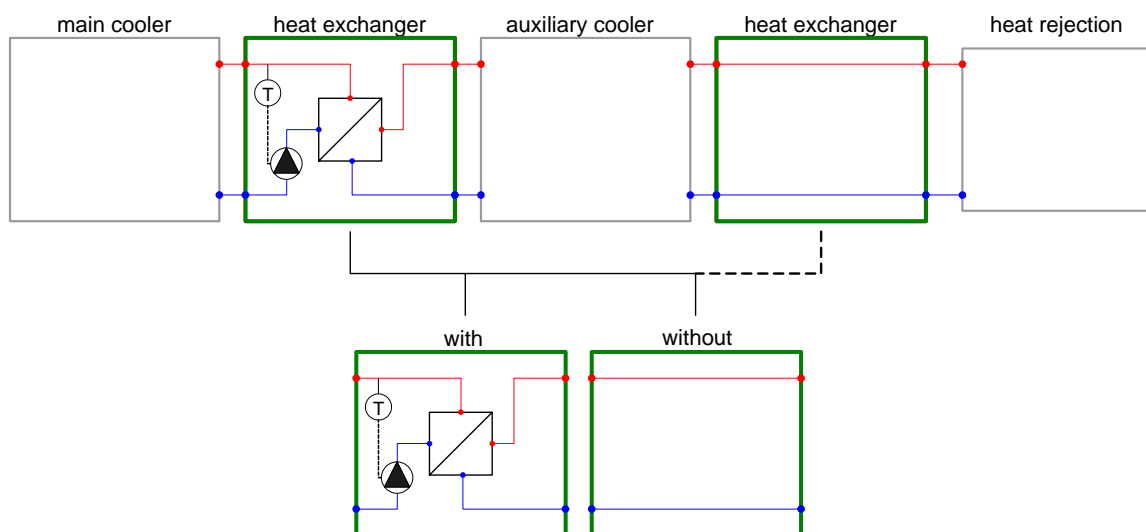 main cooler
heat exchanger
auxiliary cooler
heat exchanger
heat rejection
T
with
without
T